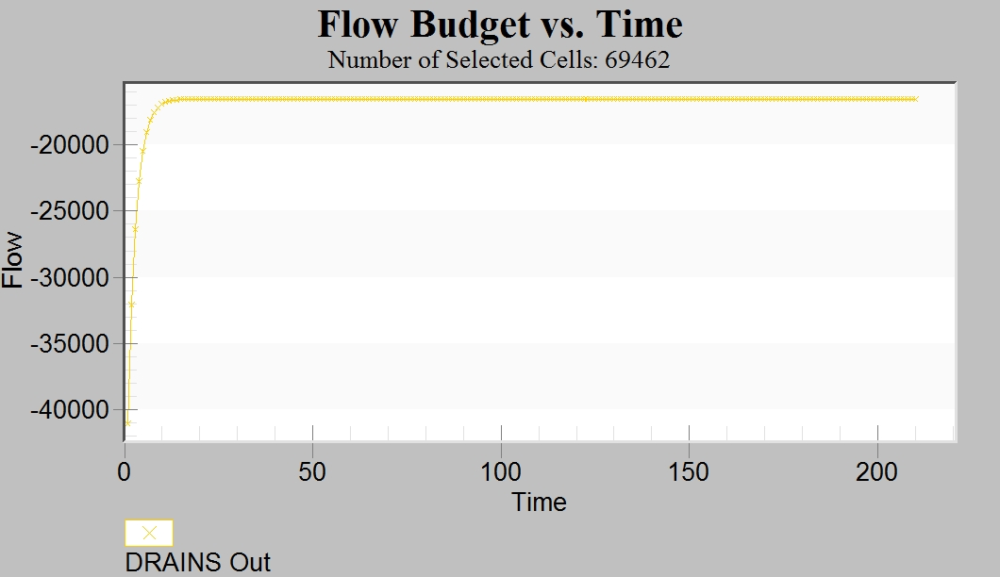 Flow Budget vs. Time
Number of Selected Cells: 69462
-20000
-25000
-30000
-35000
-40000
Flow
0 50 100 150 200
Time
DRAINS Out